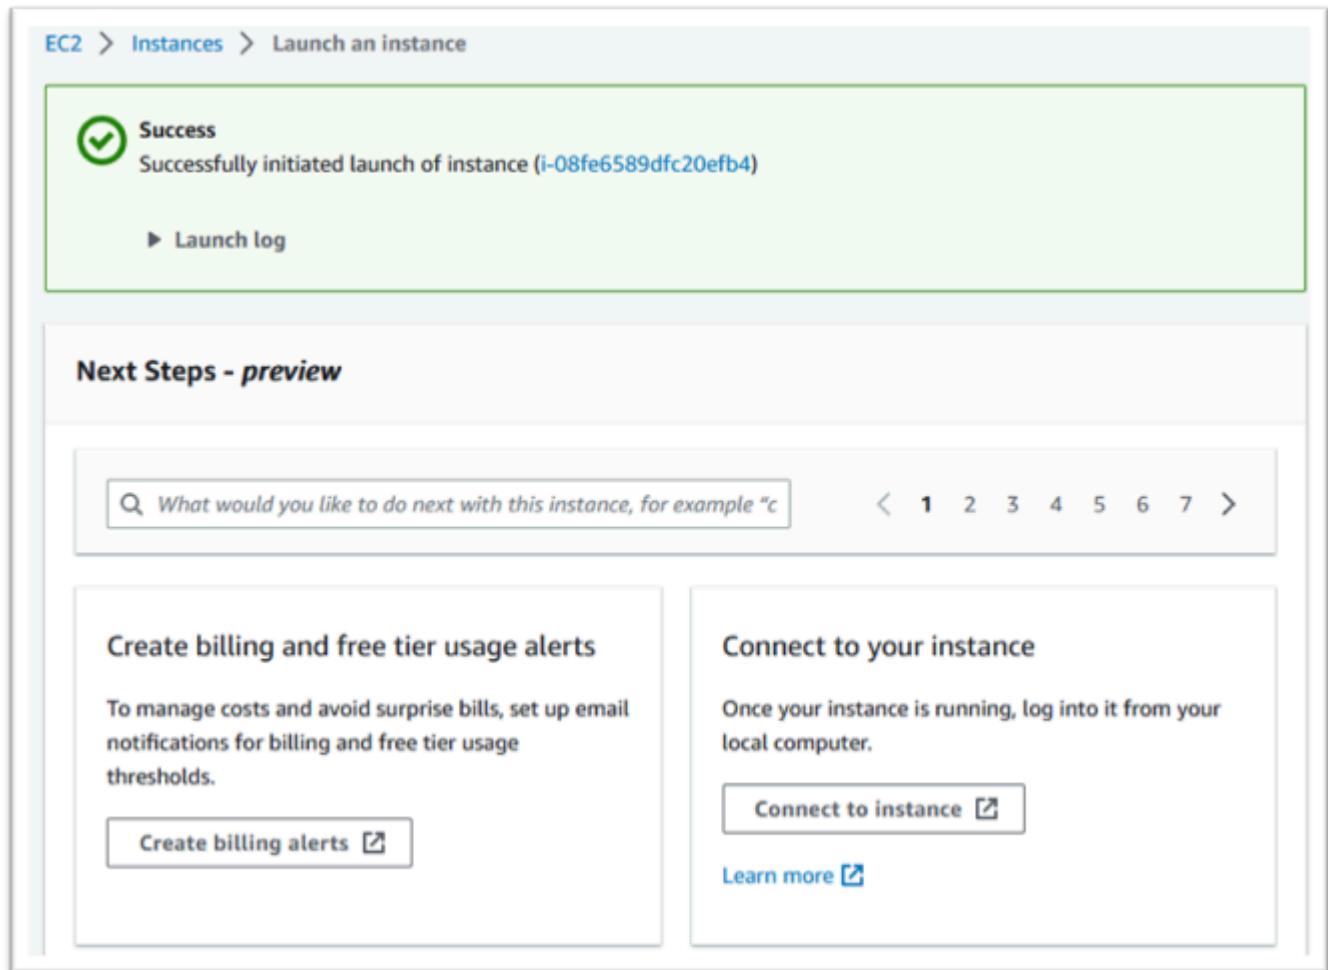 EC2 > Instances > Launch an instance
Success
Successfully initiated launch of instance (i-08fe6589dfc20efb4)
Launch log
Next Steps - preview
What would you like to do next with this instance, for example "c
1 2 3 4 5 6 7
Create billing and free tier usage alerts
To manage costs and avoid surprise bills, set up email
notifications for billing and free tier usage
thresholds.
Create billing alerts
Connect to your instance
Once your instance is running, log into it from your
local computer.
Connect to instance
Learn more